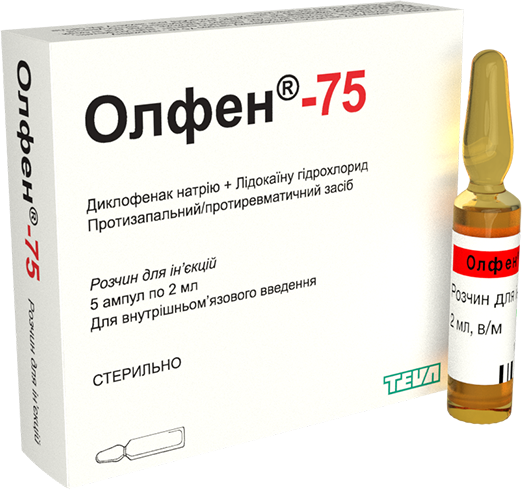 Олфен®-75
Диклофенак натрію + Лідокаїну гідрохлорид
Протизапальний/протиревматичний засіб
Розчин для ін'єкцій
5 ампул по 2 мл
Для внутрішньом'язового введення
СТЕРИЛЬНО
TEVA
Олфен®-75
Розчин для ін'єкцій
Олфен
Розчин для
2 мл, в/м